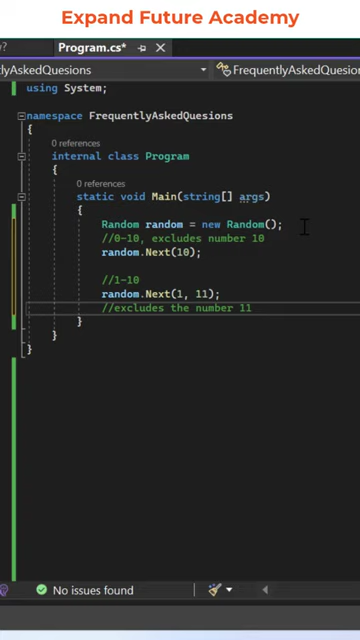 Expand Future Academy
?
Program.cs*
lyAskedQuesions
FrequentlyAskedQuesion
using System;
namespace FrequentlyAskedQuesions
{
0 references
internal class Program
{
0 references
static void Main(string[] args)
{
Random random = new Random();
//0-10, excludes number 10
random.Next(10);
//1-10
random.Next(1, 11);
//excludes the number 11
}
}
}
No issues found